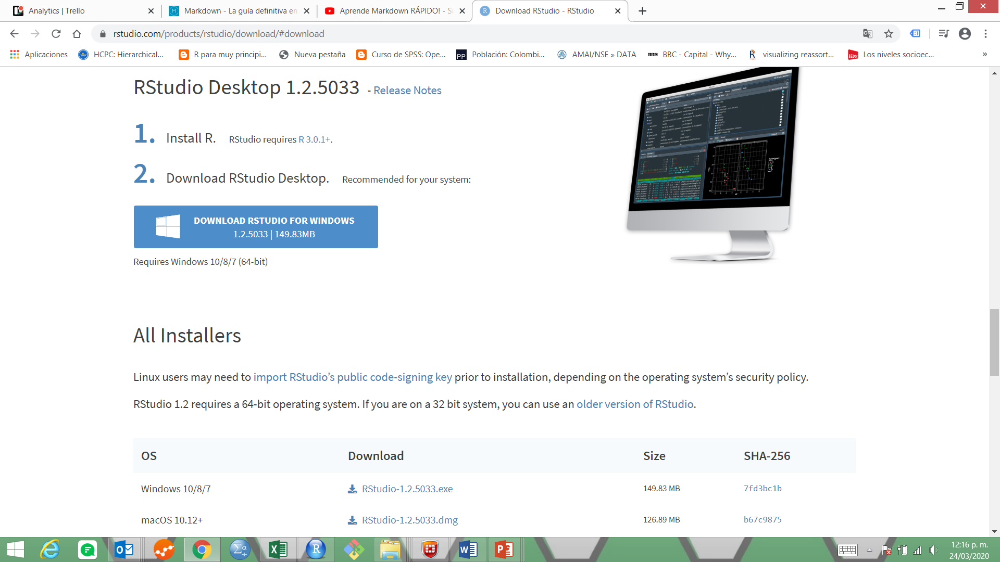 Analytics | Trello
Markdown - La guía definitiva en
Aprende Markdown RÁPIDO! - Si
Download RStudio - RStudio
rstudio.com/products/rstudio/download/#download
Aplicaciones
HCPC: Hierarchical...
R para muy principi...
Nueva pestaña
Curso de SPSS: Ope...
Población: Colombi...
AMAI/NSE » DATA
BBC - Capital - Why...
visualizing reassort...
Los niveles socioec...
»
RStudio Desktop 1.2.5033 - Release Notes
1. Install R. RStudio requires R 3.0.1+.
2. Download RStudio Desktop. Recommended for your system:
DOWNLOAD RSTUDIO FOR WINDOWS
1.2.5033 | 149.83MB
Requires Windows 10/8/7 (64-bit)
All Installers
Linux users may need to import RStudio’s public code-signing key prior to installation, depending on the operating system’s security policy.
RStudio 1.2 requires a 64-bit operating system. If you are on a 32 bit system, you can use an older version of RStudio.
OS Download Size SHA-256
Windows 10/8/7 RStudio-1.2.5033.exe 149.83 MB 7fd3bc1b
macOS 10.12+ RStudio-1.2.5033.dmg 126.89 MB b67c9875
12:16 p. m.
24/03/2020